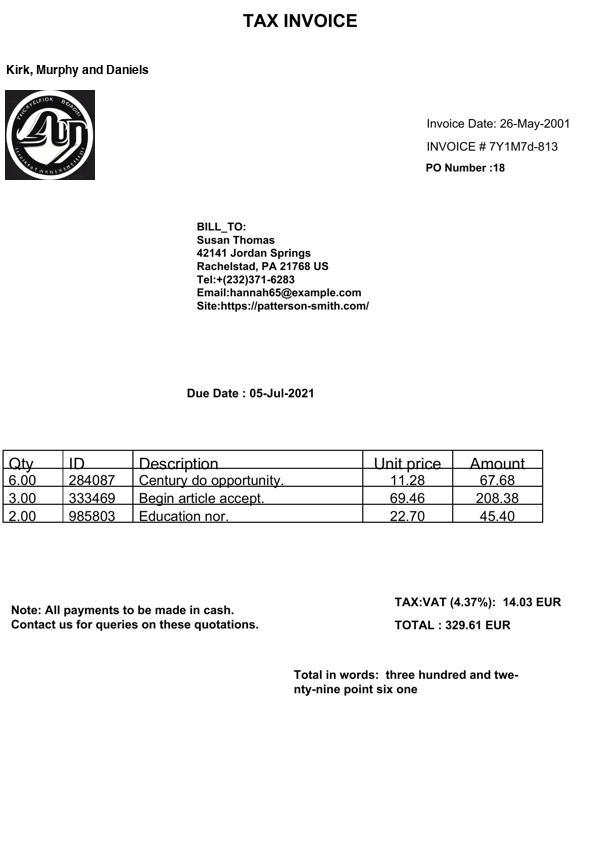 TAX INVOICE
Kirk, Murphy and Daniels
Invoice Date: 26-May-2001
INVOICE # 7Y1M7d-813
PO Number :18
BILL_TO:
Susan Thomas
42141 Jordan Springs
Rachelstad, PA 21768 US
Tel:+(232)371-6283
Email:hannah65@example.com
Site:https://patterson-smith.com/
Due Date : 05-Jul-2021
Qty ID Description Unit price Amount
6.00 284087 Century do opportunity. 11.28 67.68
3.00 333469 Begin article accept. 69.46 208.38
2.00 985803 Education nor. 22.70 45.40
TAX:VAT (4.37%): 14.03 EUR
Note: All payments to be made in cash.
Contact us for queries on these quotations.
TOTAL : 329.61 EUR
Total in words: three hundred and twe-
nty-nine point six one